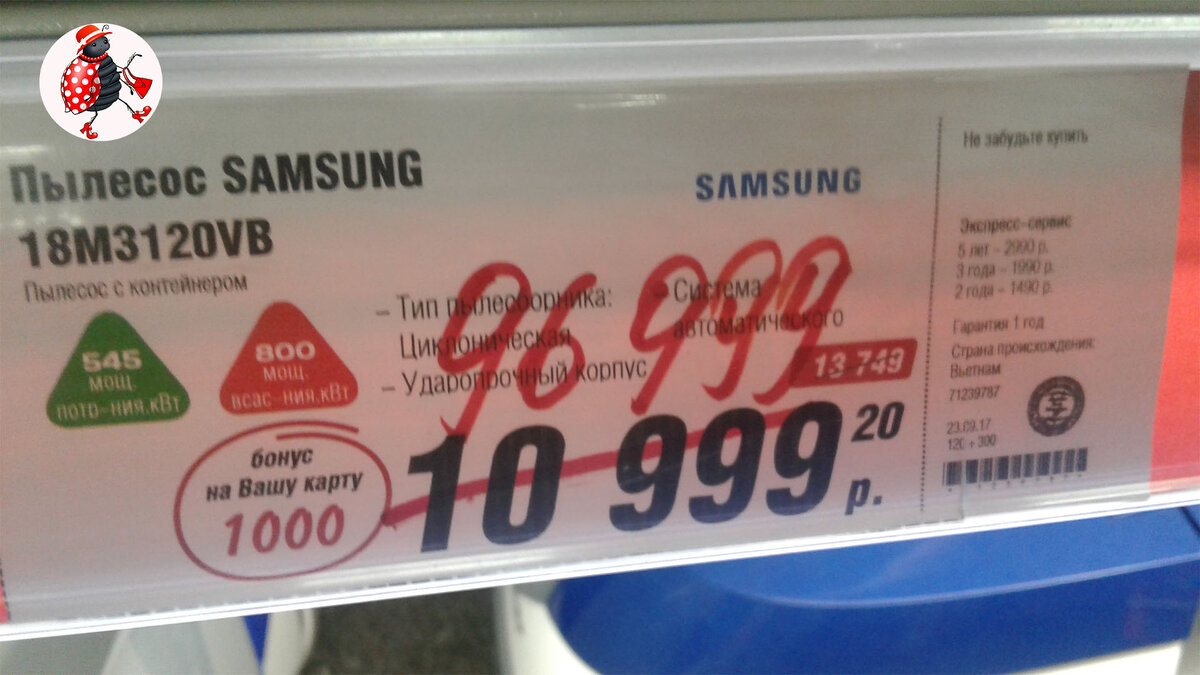 Пылесос SAMSUNG
18M3120VB
Пылесос с контейнером
SAMSUNG
545
МОЩ.
ПОТО-НИЯ.КВТ
800
МОЩ.
ВСАС-НИЯ.КВТ
– Тип пылесборника:
Циклоническая
– Ударопрочный корпус
– Система
автоматического
96 999
13 749
бонус
на Вашу карту
1000
10 999 20
р.
Не забудьте купить
Экспресс-сервис
5 лет - 2990 р.
3 года - 1990 р.
2 года - 1490 р.
Гарантия 1 год
Страна происхождения:
Вьетнам
71239787
23.09.17
120 + 300